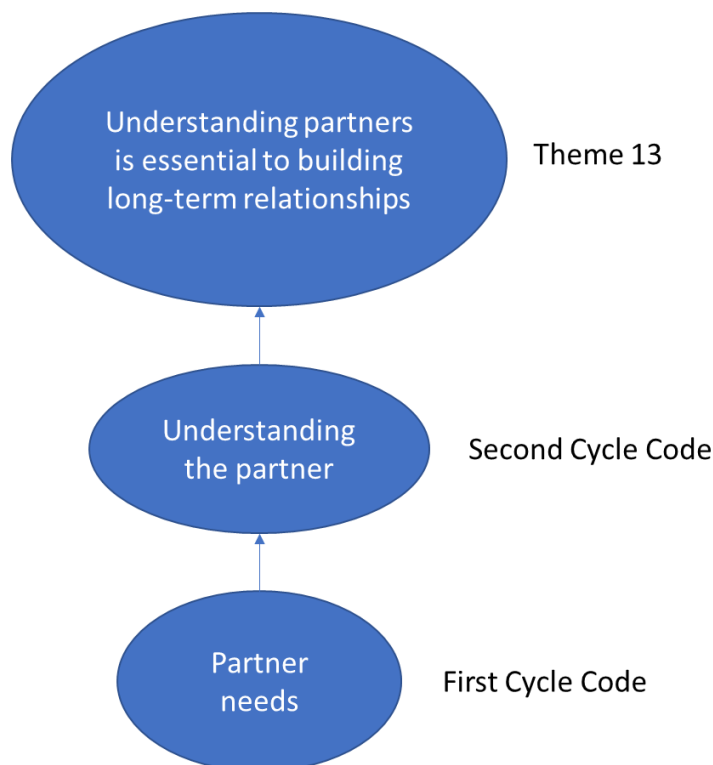 Understanding partners
is essential to building
long-term relationships
Theme 13
Understanding
the partner
Second Cycle Code
Partner
needs
First Cycle Code